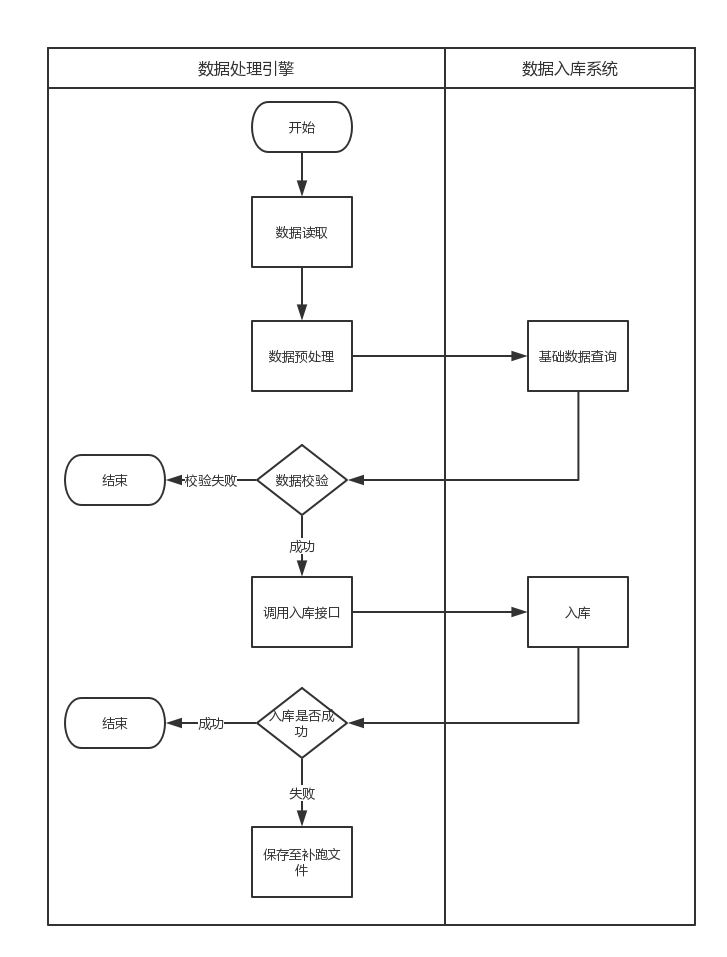 数据处理引擎
数据入库系统
开始
数据读取
数据预处理
基础数据查询
结束
校验失败
数据校验
成功
调用入库接口
入库
结束
成功
入库是否成
功
失败
保存至补跑文
件